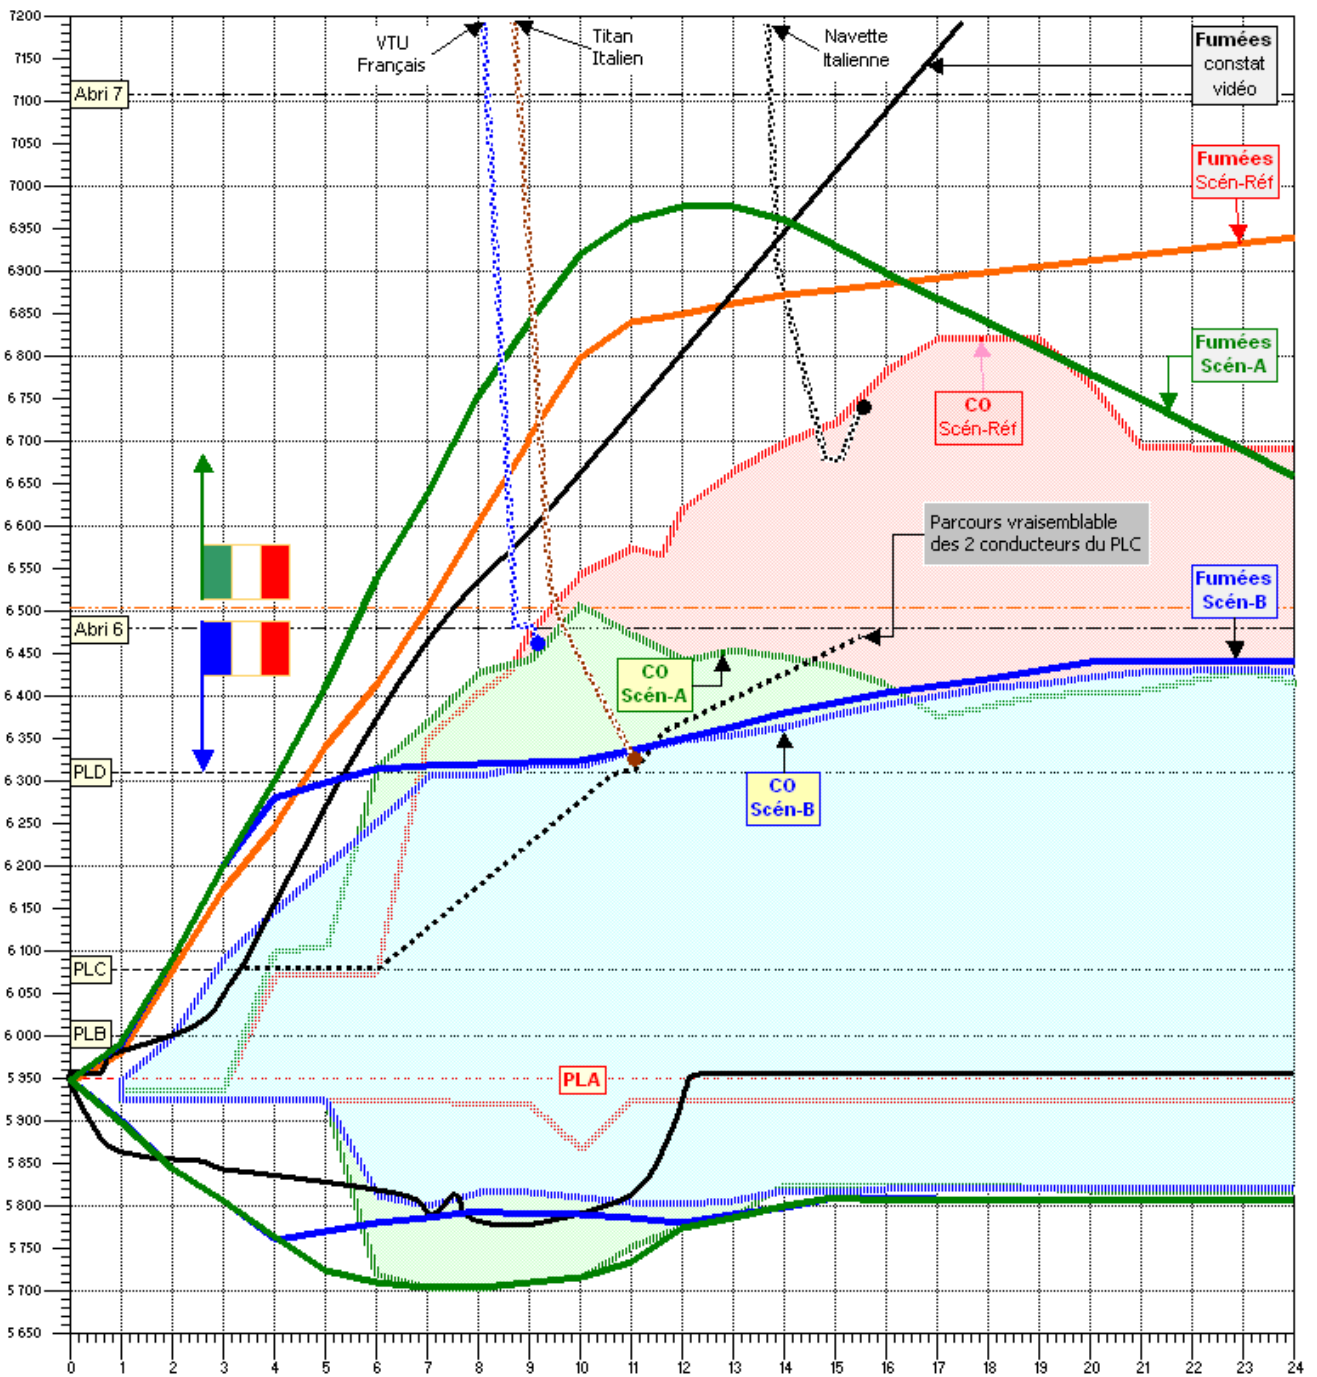 7200
7150
7100
7050
7000
6950
6900
6850
6 800
6 750
6 700
6 650
6 600
6 550
6 500
6 450
6 400
6 350
6 300
6 250
6 200
6 150
6 100
6 050
6 000
5 950
5 900
5 850
5 800
5 750
5 700
5 650
Abri 7
Abri 6
PLD
PLC
PLB
PLA
VTU
Français
Titan
Italien
Navette
Italienne
Fumées
constat
vidéo
Fumées
Scén-Réf
Fumées
Scén-A
CO
Scén-Réf
Parcours vraisemblable
des 2 conducteurs du PLC
Fumées
Scén-B
CO
Scén-A
CO
Scén-B
0 1 2 3 4 5 6 7 8 9 10 11 12 13 14 15 16 17 18 19 20 21 22 23 24